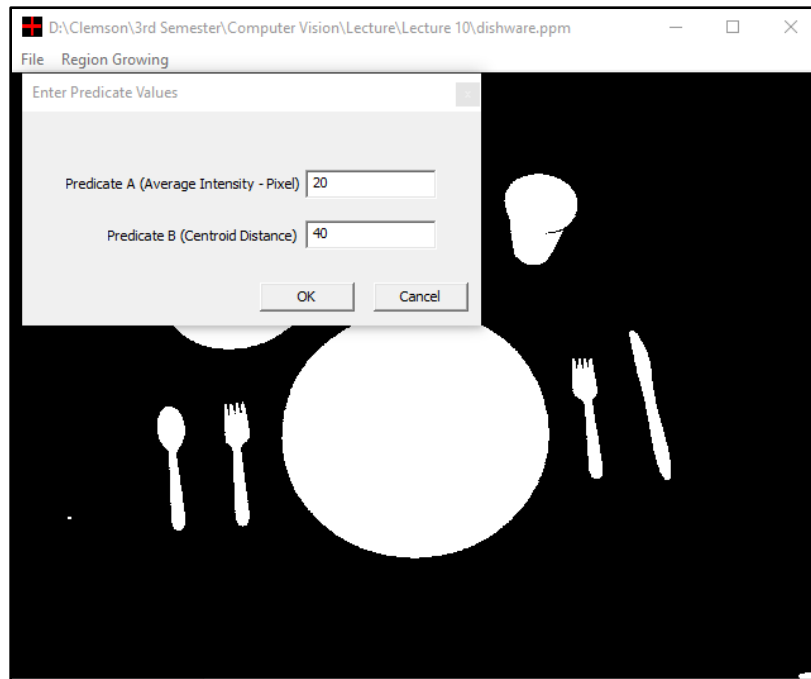 D:\Clemson\3rd Semester\Computer Vision\Lecture\Lecture 10\dishware.ppm
File Region Growing
Enter Predicate Values
Predicate A (Average Intensity - Pixel) 20
Predicate B (Centroid Distance) 40
OK Cancel